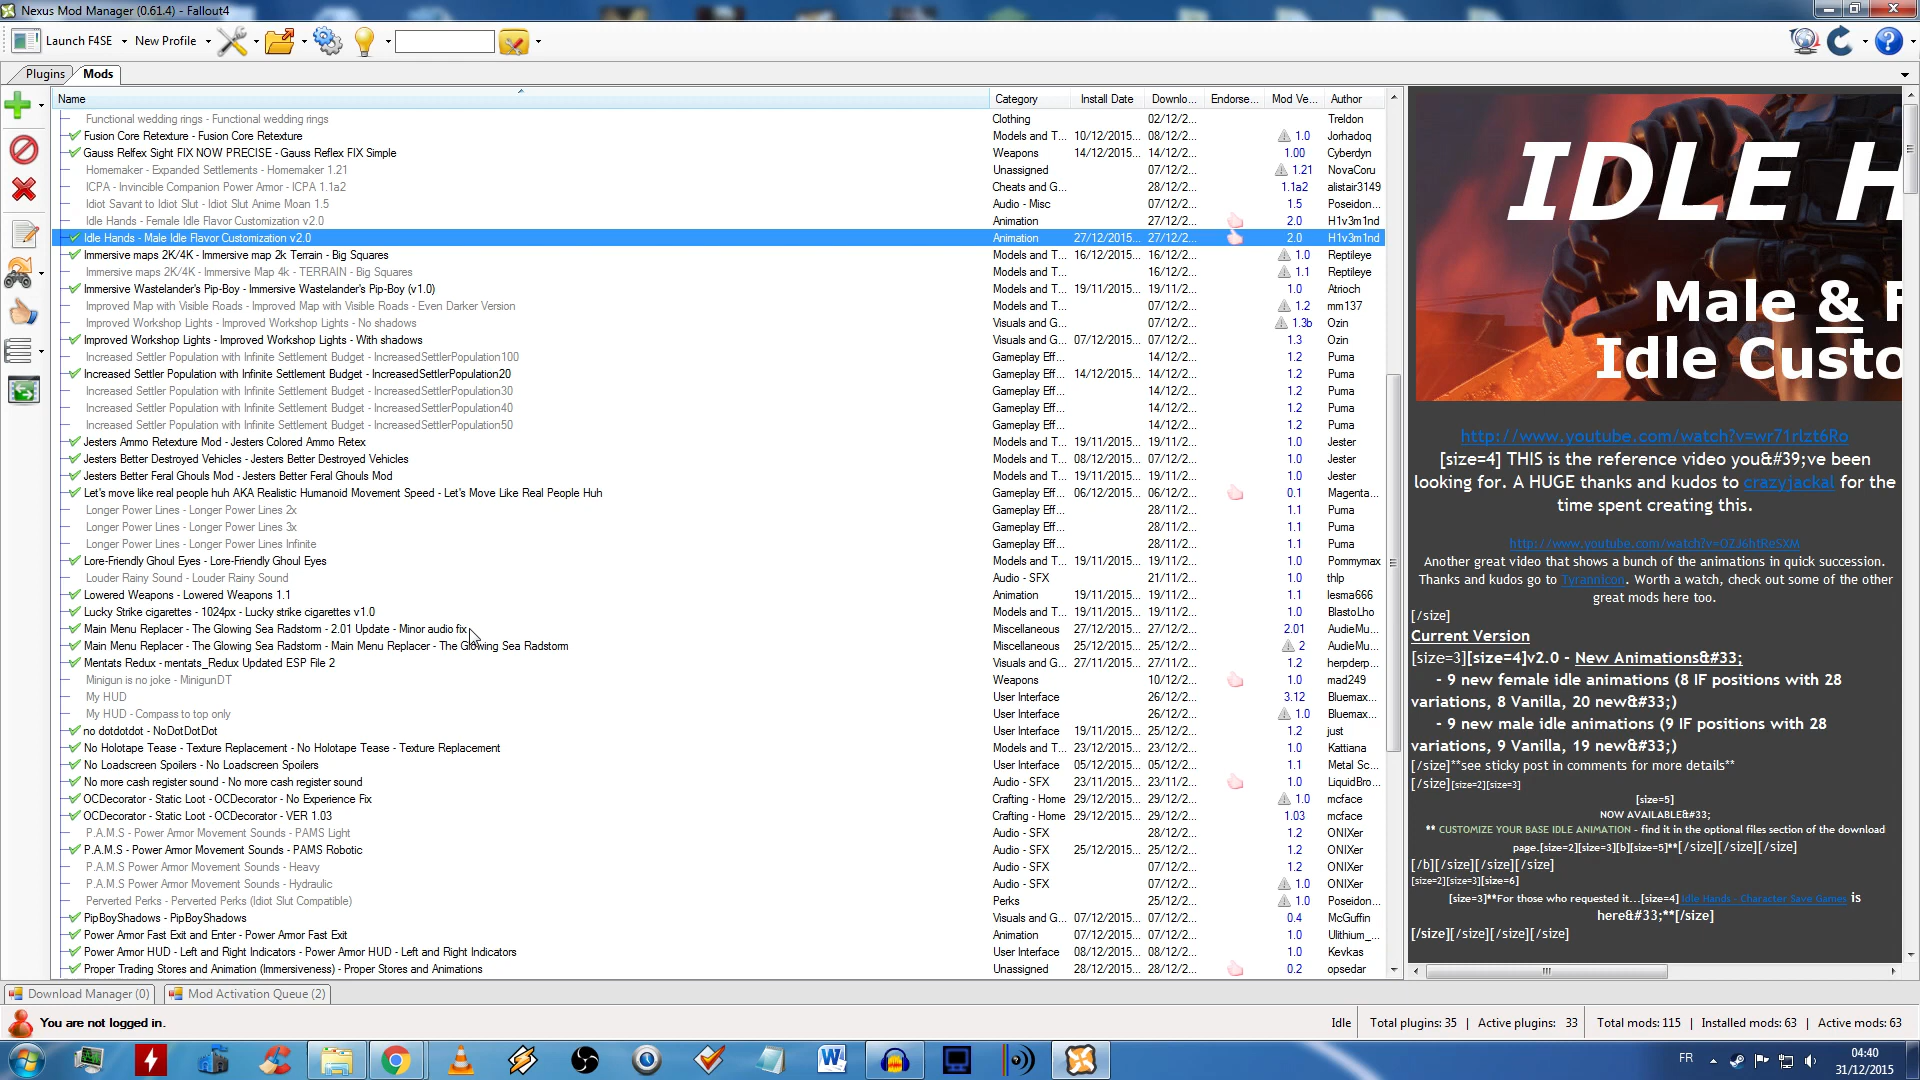 Nexus Mod Manager (0.61.4) - Fallout4
Launch F4SE New Profile
Plugins Mods
Name Category Install Date Downlo... Endorse... Mod Ve... Author
Functional wedding rings - Functional wedding rings Clothing 02/12/2... Treldon
Fusion Core Retexture - Fusion Core Retexture Models and T... 10/12/2015... 08/12/2... 1.0 Jorhadoq
Gauss Relfex Sight FIX NOW PRECISE - Gauss Reflex FIX Simple Weapons 14/12/2015... 14/12/2... 1.00 Cyberdyn
Homemaker - Expanded Settlements - Homemaker 1.21 Unassigned 07/12/2... 1.21 NovaCoru
ICPA - Invincible Companion Power Armor - ICPA 1.1a2 Cheats and G... 28/12/2... 1.1a2 alistair3149
Idiot Savant to Idiot Slut - Idiot Slut Anime Moan 1.5 Audio - Misc 07/12/2... 1.5 Poseidon...
Idle Hands - Female Idle Flavor Customization v2.0 Animation 27/12/2... 2.0 H1v3m1nd
Idle Hands - Male Idle Flavor Customization v2.0 Animation 27/12/2015... 27/12/2... 2.0 H1v3m1nd
Immersive maps 2K/4K - Immersive map 2k Terrain - Big Squares Models and T... 16/12/2015... 16/12/2... 1.0 Reptileye
Immersive maps 2K/4K - Immersive Map 4k - TERRAIN - Big Squares Models and T... 16/12/2... 1.1 Reptileye
Immersive Wastelander's Pip-Boy - Immersive Wastelander's Pip-Boy (v1.0) Models and T... 19/11/2015... 19/11/2... 1.0 Atrioch
Improved Map with Visible Roads - Improved Map with Visible Roads - Even Darker Version Models and T... 07/12/2... 1.2 mm137
Improved Workshop Lights - Improved Workshop Lights - No shadows Visuals and G... 07/12/2... 1.3b Ozin
Improved Workshop Lights - Improved Workshop Lights - With shadows Visuals and G... 07/12/2015... 07/12/2... 1.3 Ozin
Increased Settler Population with Infinite Settlement Budget - IncreasedSettlerPopulation100 Gameplay Eff... 14/12/2... 1.2 Puma
Increased Settler Population with Infinite Settlement Budget - IncreasedSettlerPopulation20 Gameplay Eff... 14/12/2015... 14/12/2... 1.2 Puma
Increased Settler Population with Infinite Settlement Budget - IncreasedSettlerPopulation30 Gameplay Eff... 14/12/2... 1.2 Puma
Increased Settler Population with Infinite Settlement Budget - IncreasedSettlerPopulation40 Gameplay Eff... 14/12/2... 1.2 Puma
Increased Settler Population with Infinite Settlement Budget - IncreasedSettlerPopulation50 Gameplay Eff... 14/12/2... 1.2 Puma
Jesters Ammo Retexture Mod - Jesters Colored Ammo Retex Models and T... 19/11/2015... 19/11/2... 1.0 Jester
Jesters Better Destroyed Vehicles - Jesters Better Destroyed Vehicles Models and T... 08/12/2015... 07/12/2... 1.0 Jester
Jesters Better Feral Ghouls Mod - Jesters Better Feral Ghouls Mod Models and T... 19/11/2015... 19/11/2... 1.0 Jester
Let's move like real people huh AKA Realistic Humanoid Movement Speed - Let's Move Like Real People Huh Gameplay Eff... 06/12/2015... 06/12/2... 0.1 Magenta...
Longer Power Lines - Longer Power Lines 2x Gameplay Eff... 28/11/2... 1.1 Puma
Longer Power Lines - Longer Power Lines 3x Gameplay Eff... 28/11/2... 1.1 Puma
Longer Power Lines - Longer Power Lines Infinite Gameplay Eff... 28/11/2... 1.1 Puma
Lore-Friendly Ghoul Eyes - Lore-Friendly Ghoul Eyes Models and T... 19/11/2015... 19/11/2... 1.0 Pommymax
Louder Rainy Sound - Louder Rainy Sound Audio - SFX 21/11/2... 1.0 thlp
Lowered Weapons - Lowered Weapons 1.1 Animation 19/11/2015... 19/11/2... 1.1 lesma666
Lucky Strike cigarettes - 1024px - Lucky strike cigarettes v1.0 Models and T... 19/11/2015... 19/11/2... 1.0 BlastoLho
Main Menu Replacer - The Glowing Sea Radstorm - 2.01 Update - Minor audio fix Miscellaneous 27/12/2015... 27/12/2... 2.01 AudieMu...
Main Menu Replacer - The Glowing Sea Radstorm - Main Menu Replacer - The Glowing Sea Radstorm Miscellaneous 25/12/2015... 25/12/2... 2 AudieMu...
Mentats Redux - mentats_Redux Updated ESP File 2 Visuals and G... 27/11/2015... 27/11/2... 1.2 herpderp...
Minigun is no joke - MinigunDT Weapons 10/12/2... 1.0 mad249
My HUD User Interface 26/12/2... 3.12 Bluemax...
My HUD - Compass to top only User Interface 26/12/2... 1.0 Bluemax...
no dotdotdot - NoDotDotDot User Interface 19/11/2015... 25/12/2... 1.2 just
No Holotape Tease - Texture Replacement - No Holotape Tease - Texture Replacement Models and T... 23/12/2015... 23/12/2... 1.0 Kattiana
No Loadscreen Spoilers - No Loadscreen Spoilers User Interface 05/12/2015... 05/12/2... 1.1 Metal Sc...
No more cash register sound - No more cash register sound Audio - SFX 23/11/2015... 23/11/2... 1.0 LiquidBro...
OCDecorator - Static Loot - OCDecorator - No Experience Fix Crafting - Home 29/12/2015... 29/12/2... 1.0 mcface
OCDecorator - Static Loot - OCDecorator - VER 1.03 Crafting - Home 29/12/2015... 29/12/2... 1.03 mcface
P.A.M.S - Power Armor Movement Sounds - PAMS Light Audio - SFX 28/12/2... 1.2 ONIXer
P.A.M.S - Power Armor Movement Sounds - PAMS Robotic Audio - SFX 25/12/2015... 25/12/2... 1.2 ONIXer
P.A.M.S Power Armor Movement Sounds - Heavy Audio - SFX 07/12/2... 1.2 ONIXer
P.A.M.S Power Armor Movement Sounds - Hydraulic Audio - SFX 07/12/2... 1.0 ONIXer
Perverted Perks - Perverted Perks (Idiot Slut Compatible) Perks 25/12/2... 1.0 Poseidon...
PipBoyShadows - PipBoyShadows Visuals and G... 07/12/2015... 07/12/2... 0.4 McGuffin
Power Armor Fast Exit and Enter - Power Armor Fast Exit Animation 07/12/2015... 07/12/2... 1.0 Ulithium_...
Power Armor HUD - Left and Right Indicators - Power Armor HUD - Left and Right Indicators User Interface 08/12/2015... 08/12/2... 1.0 Kevkas
Proper Trading Stores and Animation (Immersiveness) - Proper Stores and Animations Unassigned 28/12/2015... 28/12/2... 0.2 opsedar
IDLE H
Male & F
Idle Custo
http://www.youtube.com/watch?v=wr71rlzt6Ro
[size=4] THIS is the reference video you&#39;ve been
looking for. A HUGE thanks and kudos to crazyjackal for the
time spent creating this.
http://www.youtube.com/watch?v=OZJ6htReSXM
Another great video that shows a bunch of the animations in quick succession.
Thanks and kudos go to Tyrannicon. Worth a watch, check out some of the other
great mods here too.
[/size]
Current Version
[size=3][size=4]v2.0 - New Animations&#33;
- 9 new female idle animations (8 IF positions with 28
variations, 8 Vanilla, 20 new&#33;)
- 9 new male idle animations (9 IF positions with 28
variations, 9 Vanilla, 19 new&#33;)
[/size]**see sticky post in comments for more details**
[/size][size=2][size=3]
[size=5]
NOW AVAILABLE&#33;
** CUSTOMIZE YOUR BASE IDLE ANIMATION - find it in the optional files section of the download
page.[size=2][size=3][b][size=5]**[/size][/size][/size]
[/b][/size][/size][/size]
[size=2][size=3][size=6]
[size=3]**For those who requested it...[size=4] Idle Hands - Character Save Games is
here&#33;**[/size]
[/size][/size][/size][/size]
Download Manager (0) Mod Activation Queue (2)
You are not logged in. Idle Total plugins: 35 | Active plugins: 33 Total mods: 115 | Installed mods: 63 | Active mods: 63
FR 04:40
31/12/2015